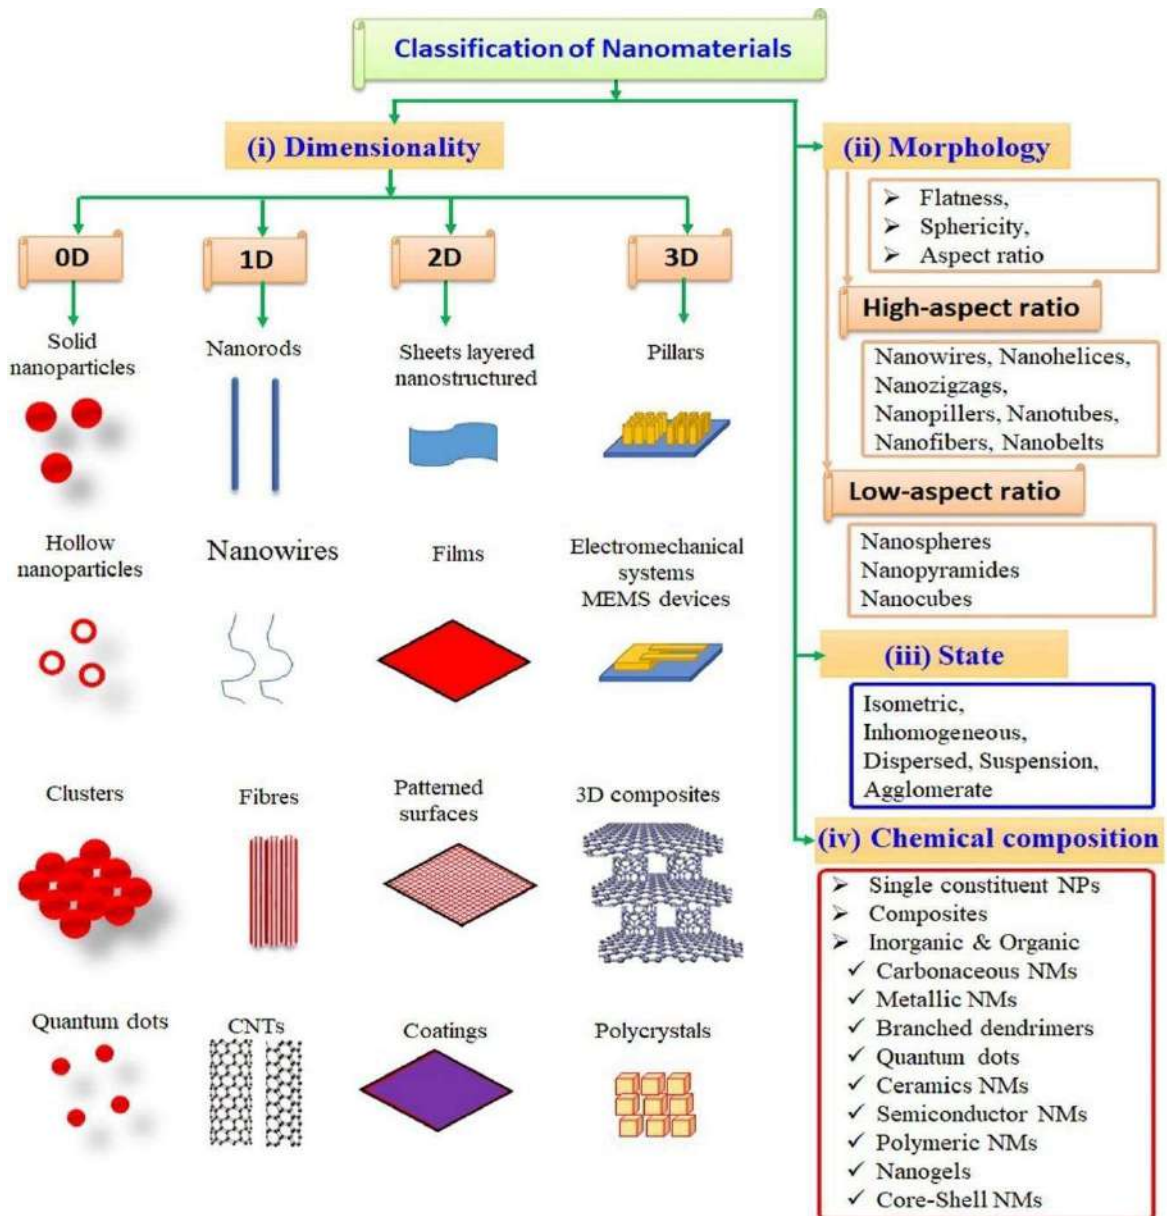 Classification of Nanomaterials
(i) Dimensionality
0D
1D
2D
3D
Solid
nanoparticles
Nanorods
Sheets layered
nanostructured
Pillars
Hollow
nanoparticles
Nanowires
Films
Electromechanical
systems
MEMS devices
Clusters
Fibres
Patterned
surfaces
3D composites
Quantum dots
CNTs
Coatings
Polycrystals
(ii) Morphology
➢ Flatness,
➢ Sphericity,
➢ Aspect ratio
High-aspect ratio
Nanowires, Nanohelices,
Nanozigzags,
Nanopillers, Nanotubes,
Nanofibers, Nanobelts
Low-aspect ratio
Nanospheres
Nanopyramides
Nanocubes
(iii) State
Isometric,
Inhomogeneous,
Dispersed, Suspension,
Agglomerate
(iv) Chemical composition
➢ Single constituent NPs
➢ Composites
➢ Inorganic & Organic
✓ Carbonaceous NMs
✓ Metallic NMs
✓ Branched dendrimers
✓ Quantum dots
✓ Ceramics NMs
✓ Semiconductor NMs
✓ Polymeric NMs
✓ Nanogels
✓ Core-Shell NMs